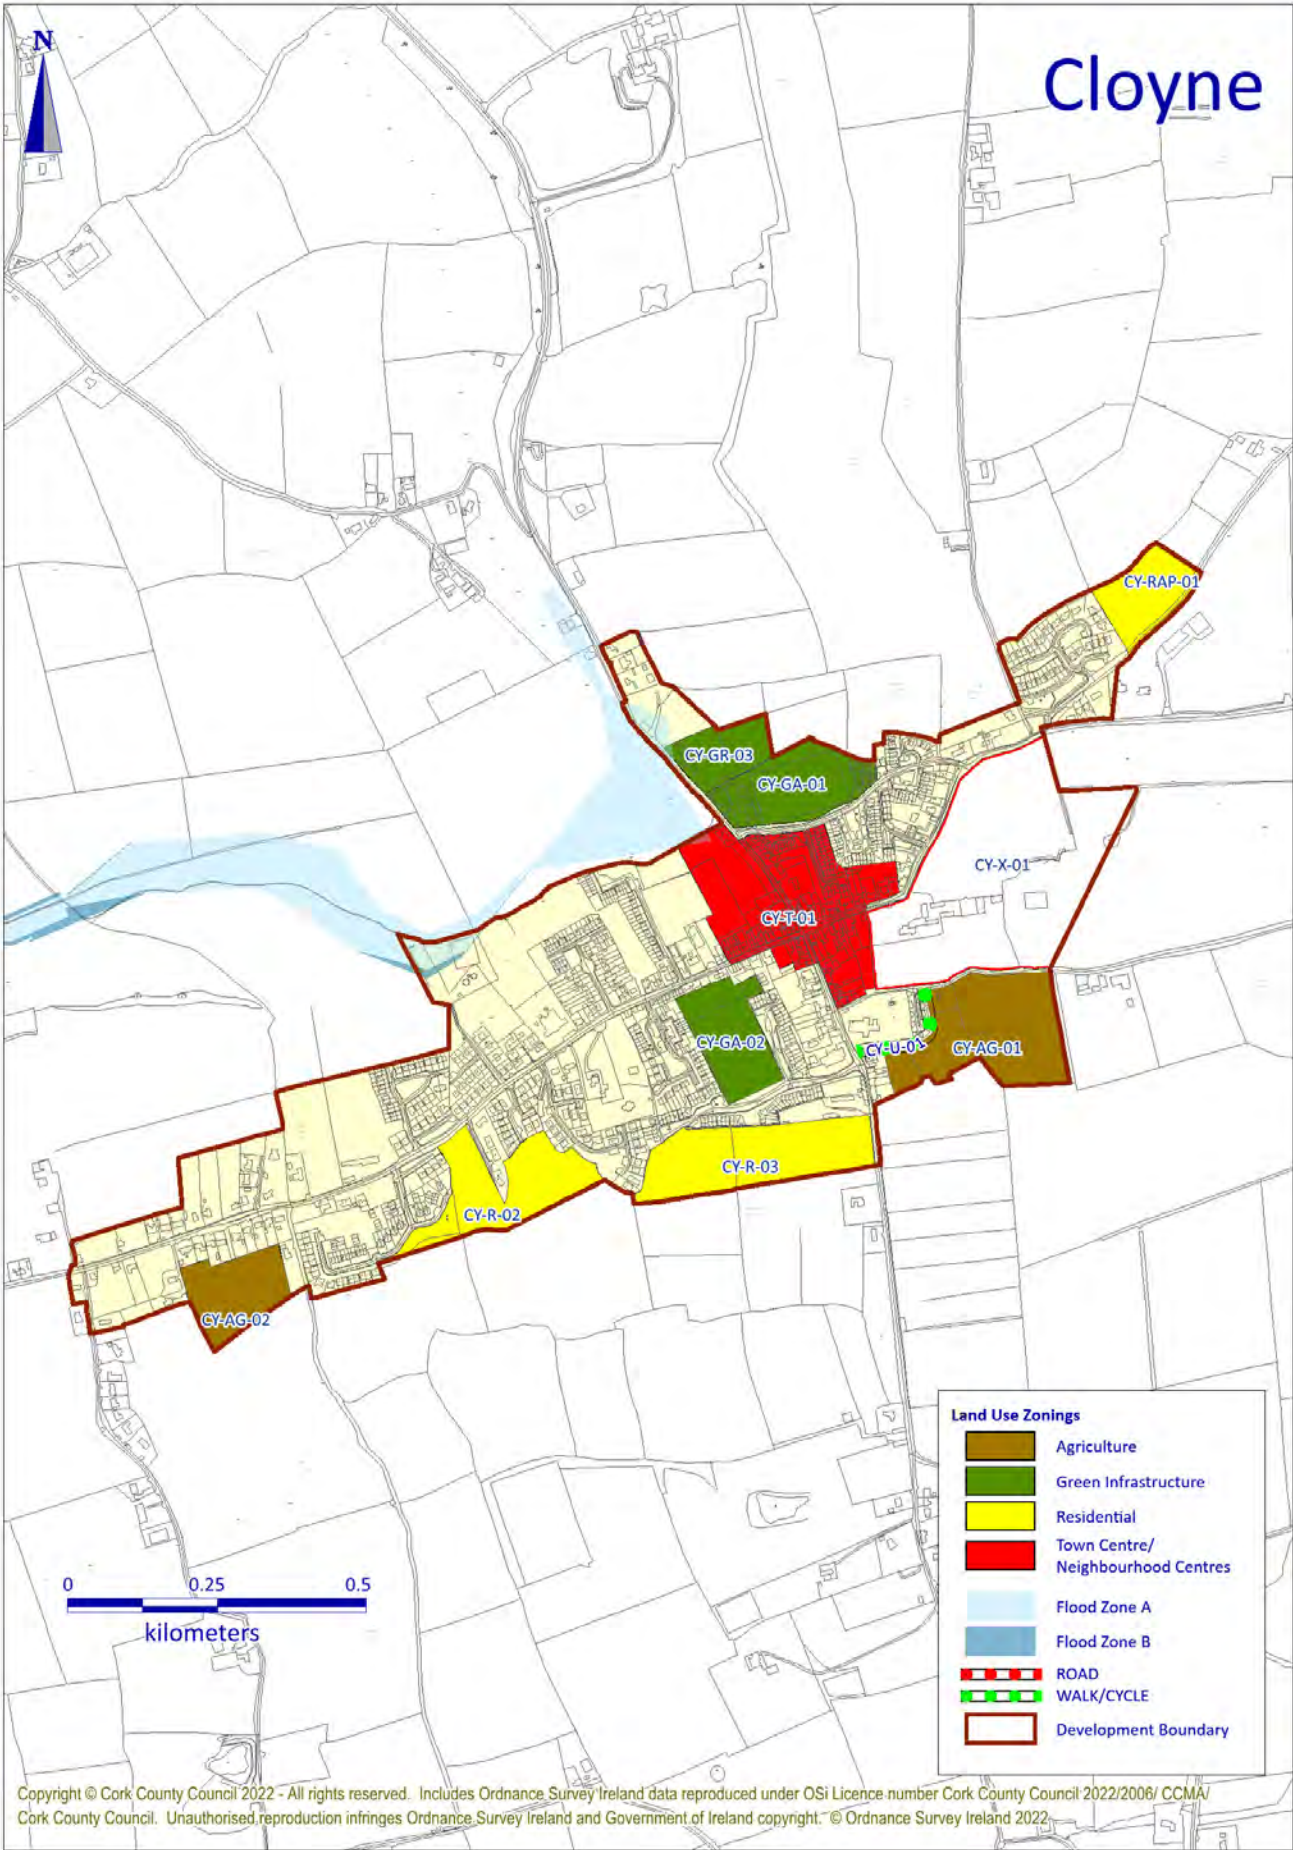 N
Cloyne
CY-RAP-01
CY-GR-03
CY-GA-01
CY-X-01
CY-T-01
CY-GA-02
CY-U-01
CY-AG-01
CY-R-03
CY-R-02
CY-AG-02
Land Use Zonings
Agriculture
Green Infrastructure
Residential
Town Centre/
Neighbourhood Centres
Flood Zone A
Flood Zone B
ROAD
WALK/CYCLE
Development Boundary
0 0.25 0.5
kilometers
Copyright © Cork County Council 2022 - All rights reserved. Includes Ordnance Survey Ireland data reproduced under OSi Licence number Cork County Council 2022/2006/ CCMA/
Cork County Council. Unauthorised reproduction infringes Ordnance Survey Ireland and Government of Ireland copyright. © Ordnance Survey Ireland 2022